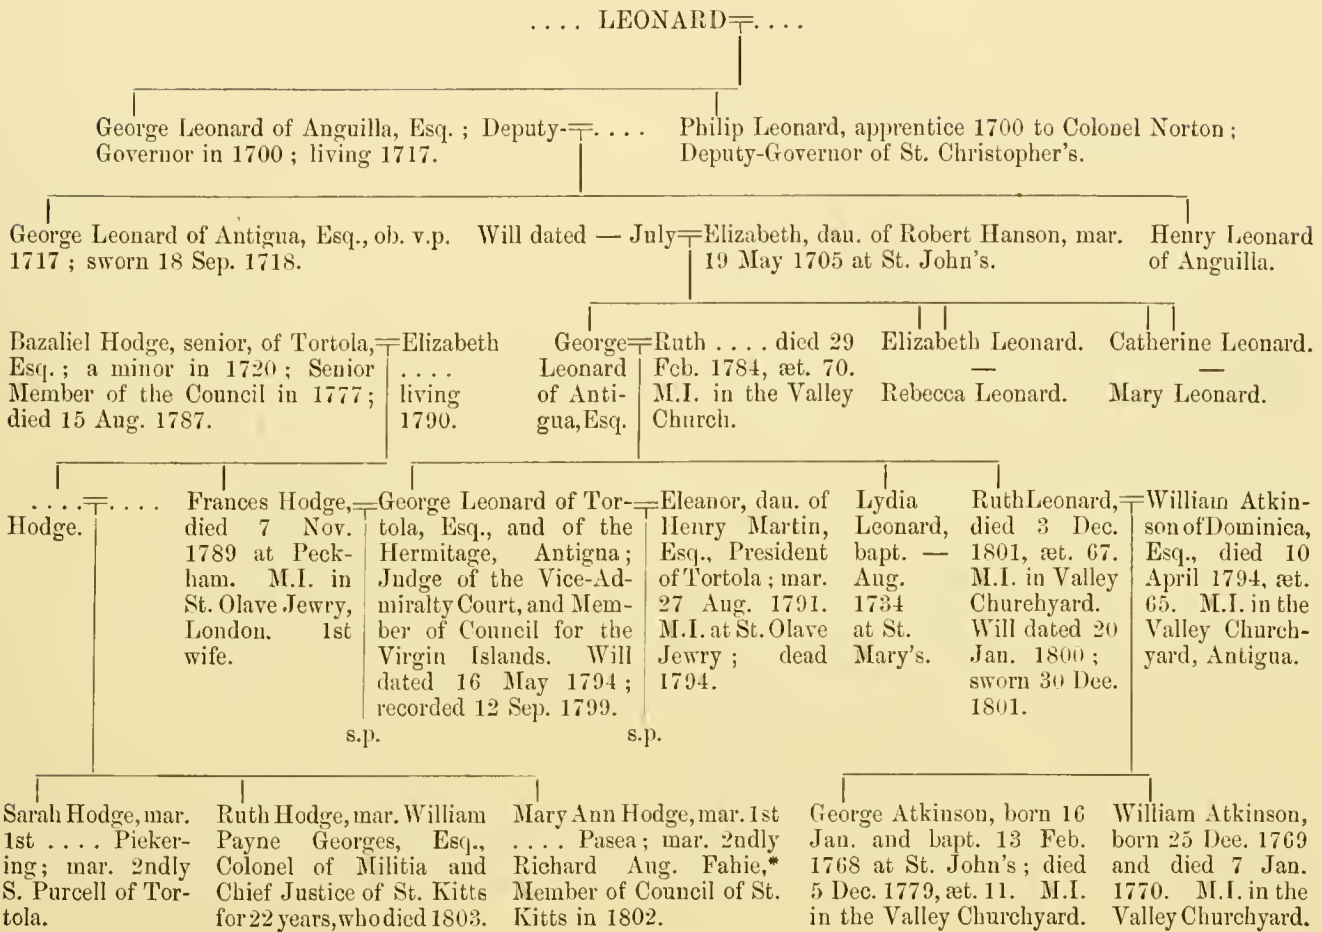 .... LEONARD=....
George Leonard of Anguilla, Esq. ; Deputy-=....
Governor in 1700 ; living 1717.
Philip Leonard, apprentice 1700 to Colonel Norton ;
Deputy-Governor of St. Christopher's.
George Leonard of Antigua, Esq., ob. v.p. Will dated — July=Elizabeth, dau. of Robert Hanson, mar.
1717 ; sworn 18 Sep. 1718.
19 May 1705 at St. John's.
Henry Leonard
of Anguilla.
Bazaliel Hodge, senior, of Tortola,=
Esq. ; a minor in 1720 ; Senior
Member of the Council in 1777 ;
died 15 Aug. 1787.
Elizabeth
....
living
1790.
George=
Leonard
of Anti-
gua, Esq.
Ruth .... died 29
Feb. 1784, æt. 70.
M.I. in the Valley
Church.
Elizabeth Leonard.
—
Rebecca Leonard.
Catherine Leonard.
—
Mary Leonard.
....=....
Hodge.
Frances Hodge,=
died 7 Nov.
1789 at Peck-
ham. M.I. in
St. Olave Jewry,
London. 1st
wife.
George Leonard of Tor-=
tola, Esq., and of the
Hermitage, Antigua ;
Judge of the Vice-Ad-
miralty Court, and Mem-
ber of Council for the
Virgin Islands. Will
dated 16 May 1794 ;
recorded 12 Sep. 1799.
s.p.
Eleanor, dau. of
Henry Martin,
Esq., President
of Tortola ; mar.
27 Aug. 1791.
M.I. at St. Olave
Jewry ; dead
1794.
s.p.
Lydia
Leonard,
bapt. —
Aug.
1734
at St.
Mary's.
Ruth Leonard,=
died 3 Dec.
1801, æt. 67.
M.I. in Valley
Churchyard.
Will dated 20
Jan. 1800 ;
sworn 30 Dec.
1801.
William Atkin-
son of Dominica,
Esq., died 10
April 1794, æt.
65. M.I. in the
Valley Church-
yard, Antigua.
Sarah Hodge, mar.
1st .... Picker-
ing ; mar. 2ndly
S. Purcell of Tor-
tola.
Ruth Hodge, mar. William
Payne Georges, Esq.,
Colonel of Militia and
Chief Justice of St. Kitts
for 22 years, who died 1803.
Mary Ann Hodge, mar. 1st
.... Pasea ; mar. 2ndly
Richard Aug. Fahie,*
Member of Council of St.
Kitts in 1802.
George Atkinson, born 16
Jan. and bapt. 13 Feb.
1768 at St. John's ; died
5 Dec. 1779, æt. 11. M.I.
in the Valley Churchyard.
William Atkinson,
born 25 Dec. 1769
and died 7 Jan.
1770. M.I. in the
Valley Churchyard.